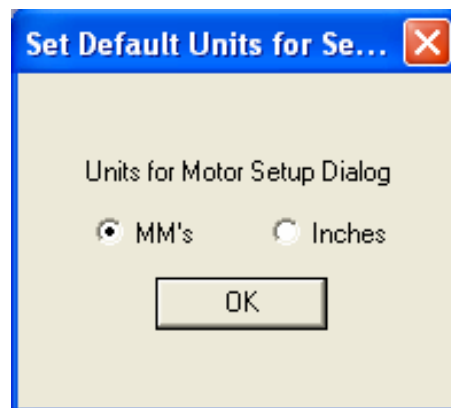 Set Default Units for Se...
Units for Motor Setup Dialog
MM's Inches
OK